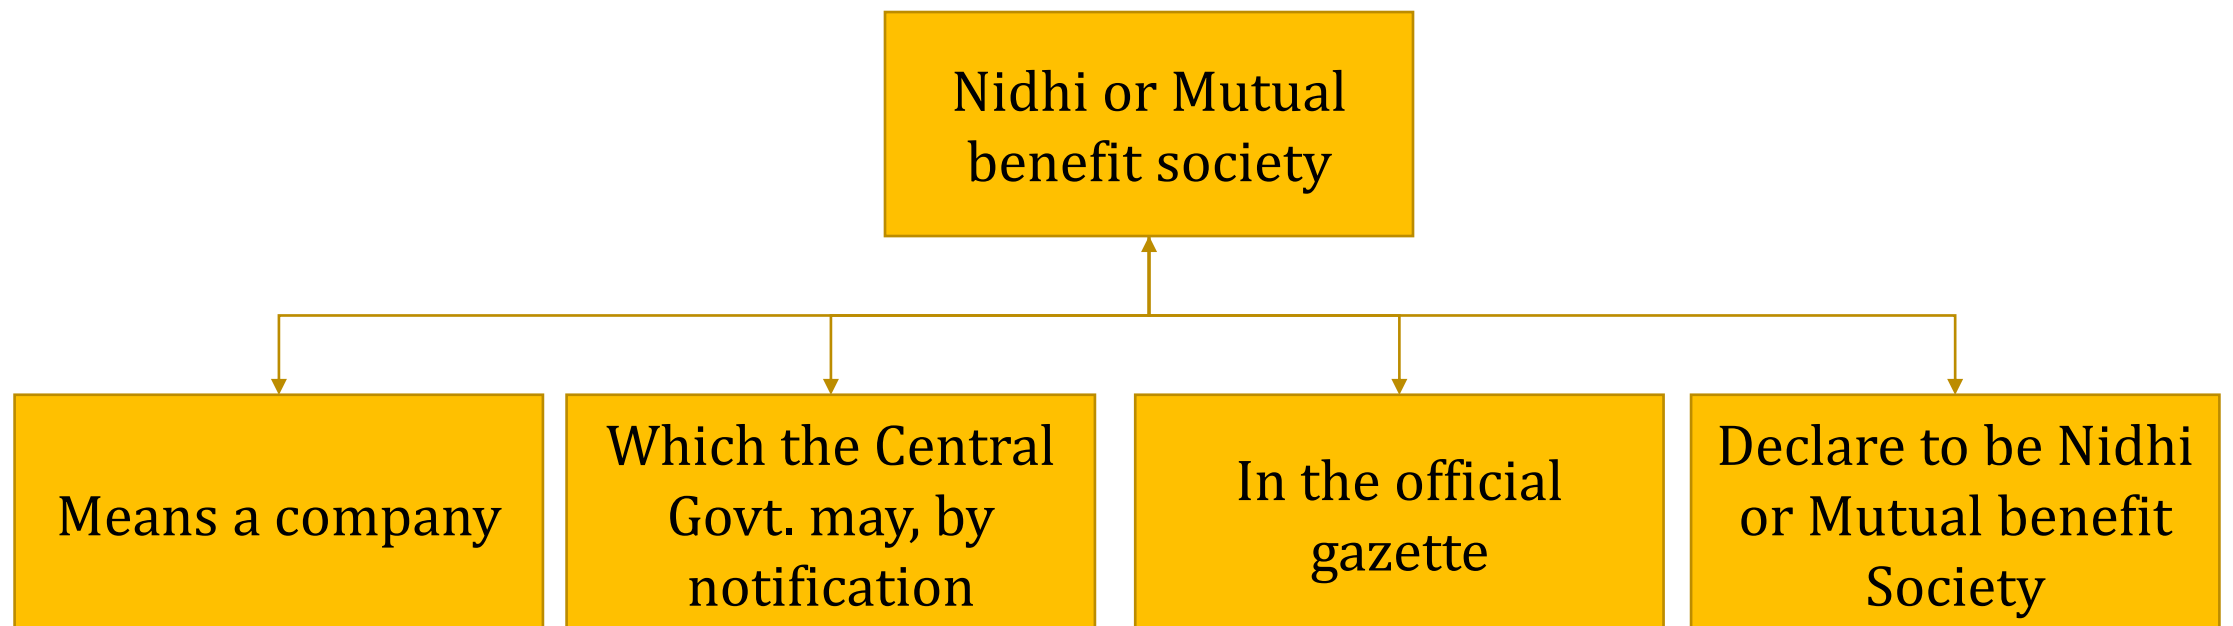 Nidhi or Mutual
benefit society
Means a company
Which the Central
Govt. may, by
notification
In the official
gazette
Declare to be Nidhi
or Mutual benefit
Society